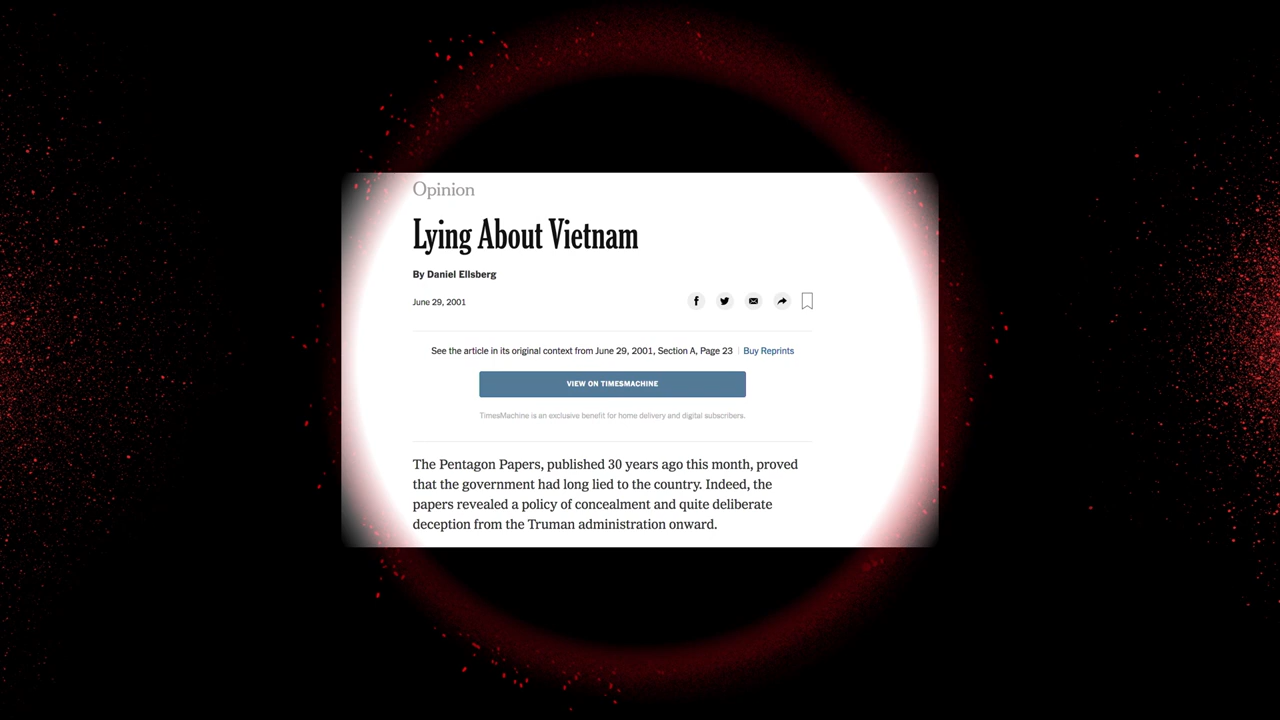 Opinion
Lying About Vietnam
By Daniel Ellsberg
June 29, 2001
See the article in its original context from June 29, 2001, Section A, Page 23 | Buy Reprints
VIEW ON TIMESMACHINE
TimesMachine is an exclusive benefit for home delivery and digital subscribers.
The Pentagon Papers, published 30 years ago this month, proved
that the government had long lied to the country. Indeed, the
papers revealed a policy of concealment and quite deliberate
deception from the Truman administration onward.